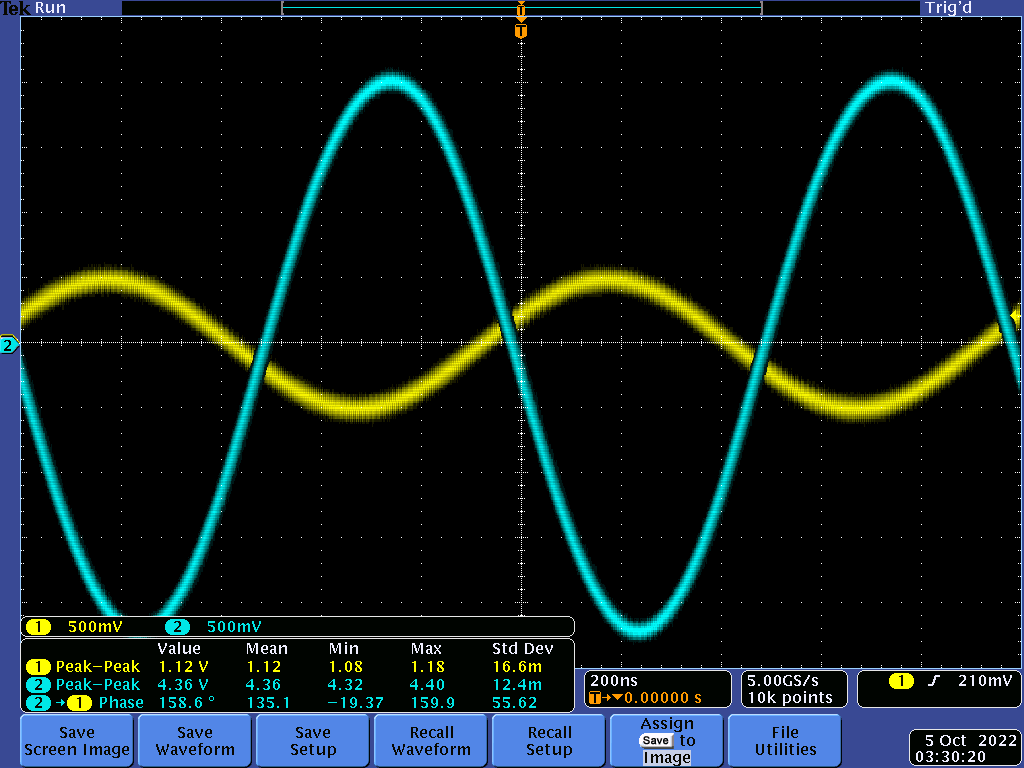 Tek Run Trig'd
T
T
2
1 500mV 2 500mV
Value Mean Min Max Std Dev
1 Peak-Peak 1.12 V 1.12 1.08 1.18 16.6m
2 Peak-Peak 4.36 V 4.36 4.32 4.40 12.4m
2 → 1 Phase 158.6 ° 135.1 −19.37 159.9 55.62
200ns
T→▼0.00000 s
5.00GS/s
10k points
1 210mV
Save
Screen Image
Save
Waveform
Save
Setup
Recall
Waveform
Recall
Setup
Assign
Save to
Image
File
Utilities
5 Oct 2022
03:30:20